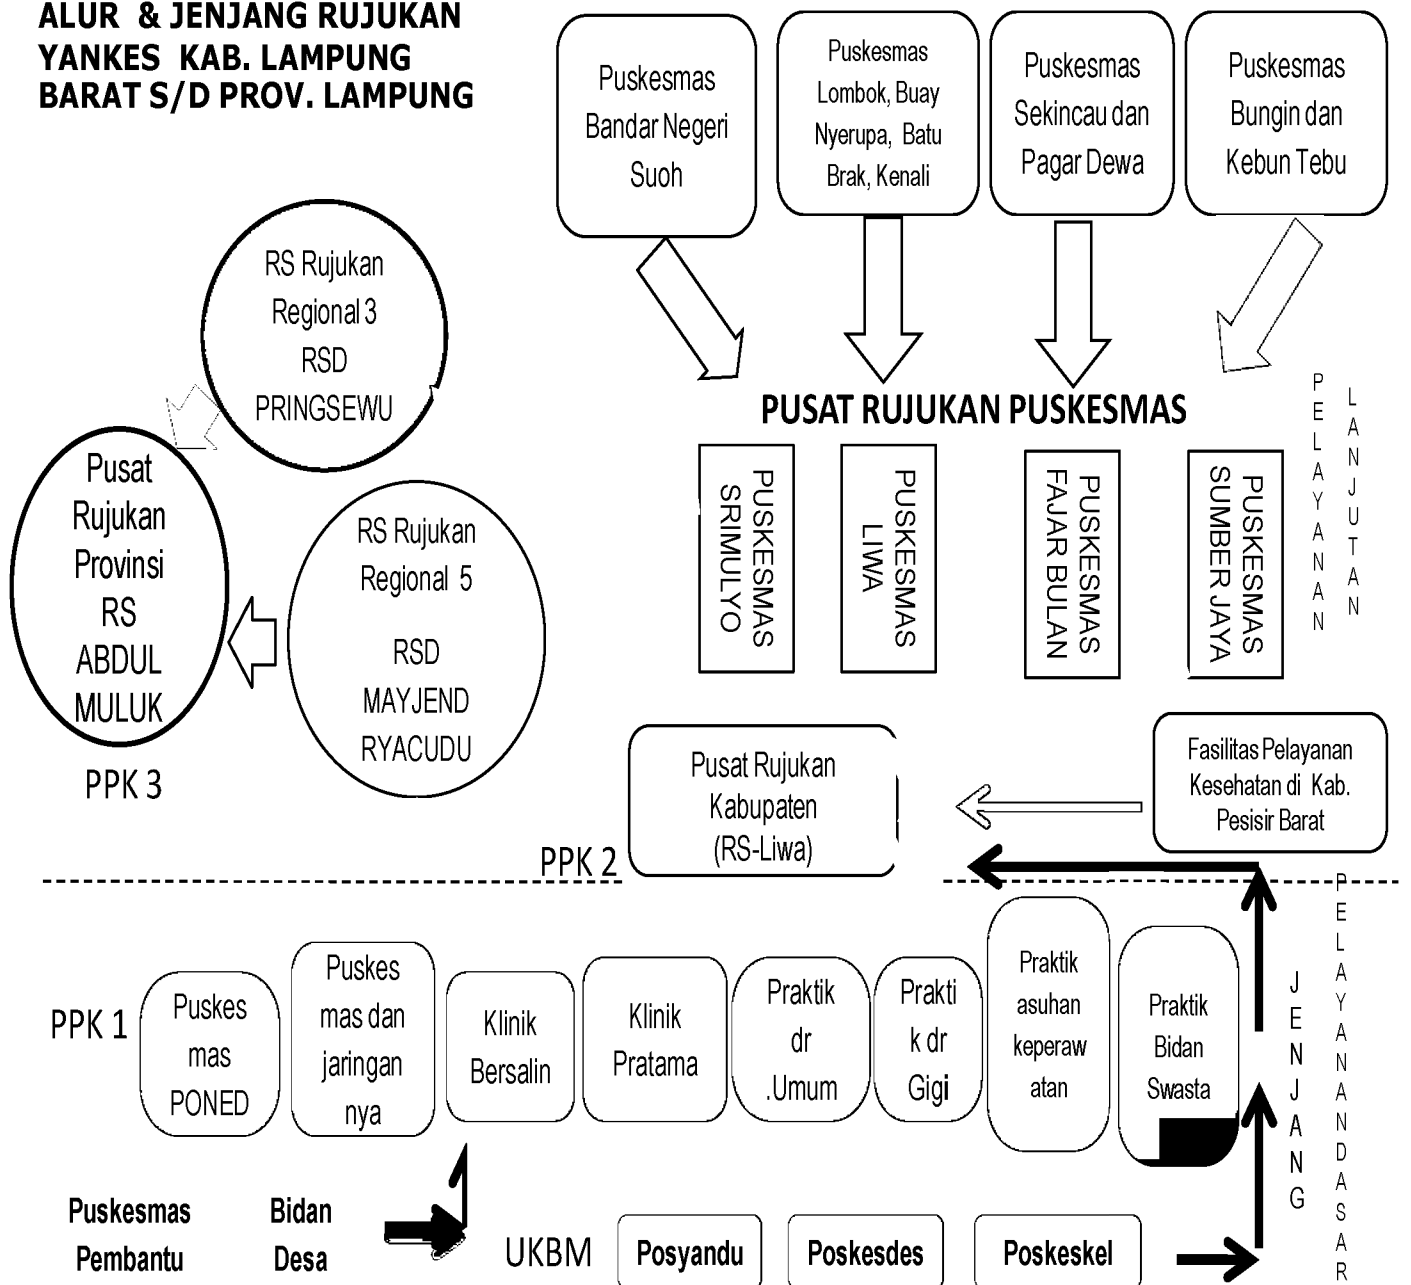 ALUR & JENJANG RUJUKAN
YANKES KAB. LAMPUNG
BARAT S/D PROV. LAMPUNG
Puskesmas
Bandar Negeri
Suoh
Puskesmas
Lombok, Buay
Nyerupa, Batu
Brak, Kenali
Puskesmas
Sekincau dan
Pagar Dewa
Puskesmas
Bungin dan
Kebun Tebu
RS Rujukan
Regional 3
RSD
PRINGSEWU
PUSAT RUJUKAN PUSKESMAS
PELAYANAN
LANJUTAN
Pusat
Rujukan
Provinsi
RS
ABDUL
MULUK
RS Rujukan
Regional 5
RSD
MAYJEND
RYACUDU
PUSKESMAS
SRIMULYO
PUSKESMAS
LIWA
PUSKESMAS
FAJAR BULAN
PUSKESMAS
SUMBER JAYA
PPK 3
Pusat Rujukan
Kabupaten
(RS-Liwa)
Fasilitas Pelayanan
Kesehatan di Kab.
Pesisir Barat
PPK 2
PPK 1
Puskes
mas
PONED
Puskes
mas dan
jaringan
nya
Klinik
Bersalin
Klinik
Pratama
Praktik
dr
.Umum
Prakti
k dr
Gigi
Praktik
asuhan
keperaw
atan
Praktik
Bidan
Swasta
JENJANG
PELAYANANDASAR
Puskesmas
Pembantu
Bidan
Desa
UKBM
Posyandu
Poskesdes
Poskeskel